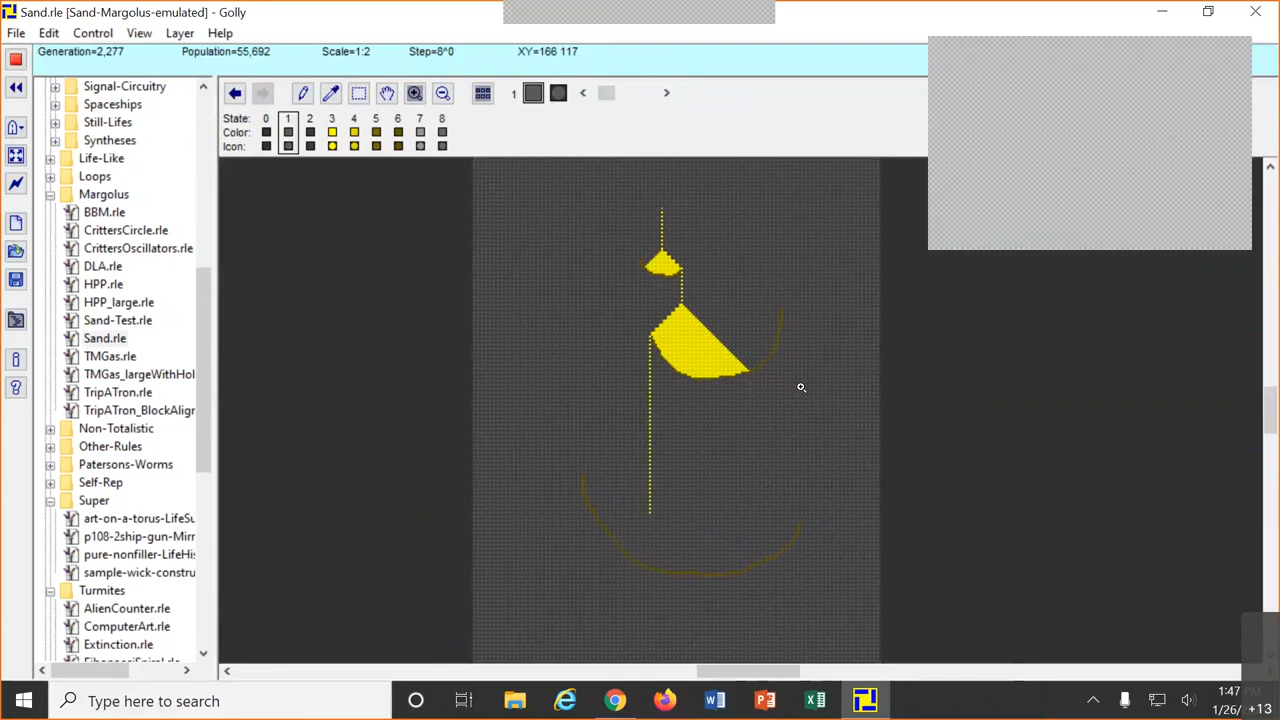 Sand.rle [Sand-Margolus-emulated] - Golly
File Edit Control View Layer Help
Generation=2,277 Population=55,692 Scale=1:2 Step=8^0 XY=166 117
1
State: 0 1 2 3 4 5 6 7 8
Color:
Icon:
Signal-Circuitry
Spaceships
Still-Lifes
Syntheses
Life-Like
Loops
Margolus
BBM.rle
CrittersCircle.rle
CrittersOscillators.rle
DLA.rle
HPP.rle
HPP_large.rle
Sand-Test.rle
Sand.rle
TMGas.rle
TMGas_largeWithHol
TripATron.rle
TripATron_BlockAlign
Non-Totalistic
Other-Rules
Patersons-Worms
Self-Rep
Super
art-on-a-torus-LifeSu
p108-2ship-gun-Mirr
pure-nonfiller-LifeHis
sample-wick-constru
Turmites
AlienCounter.rle
ComputerArt.rle
Extinction.rle
Type here to search
1:47 PM
1/26/
+13